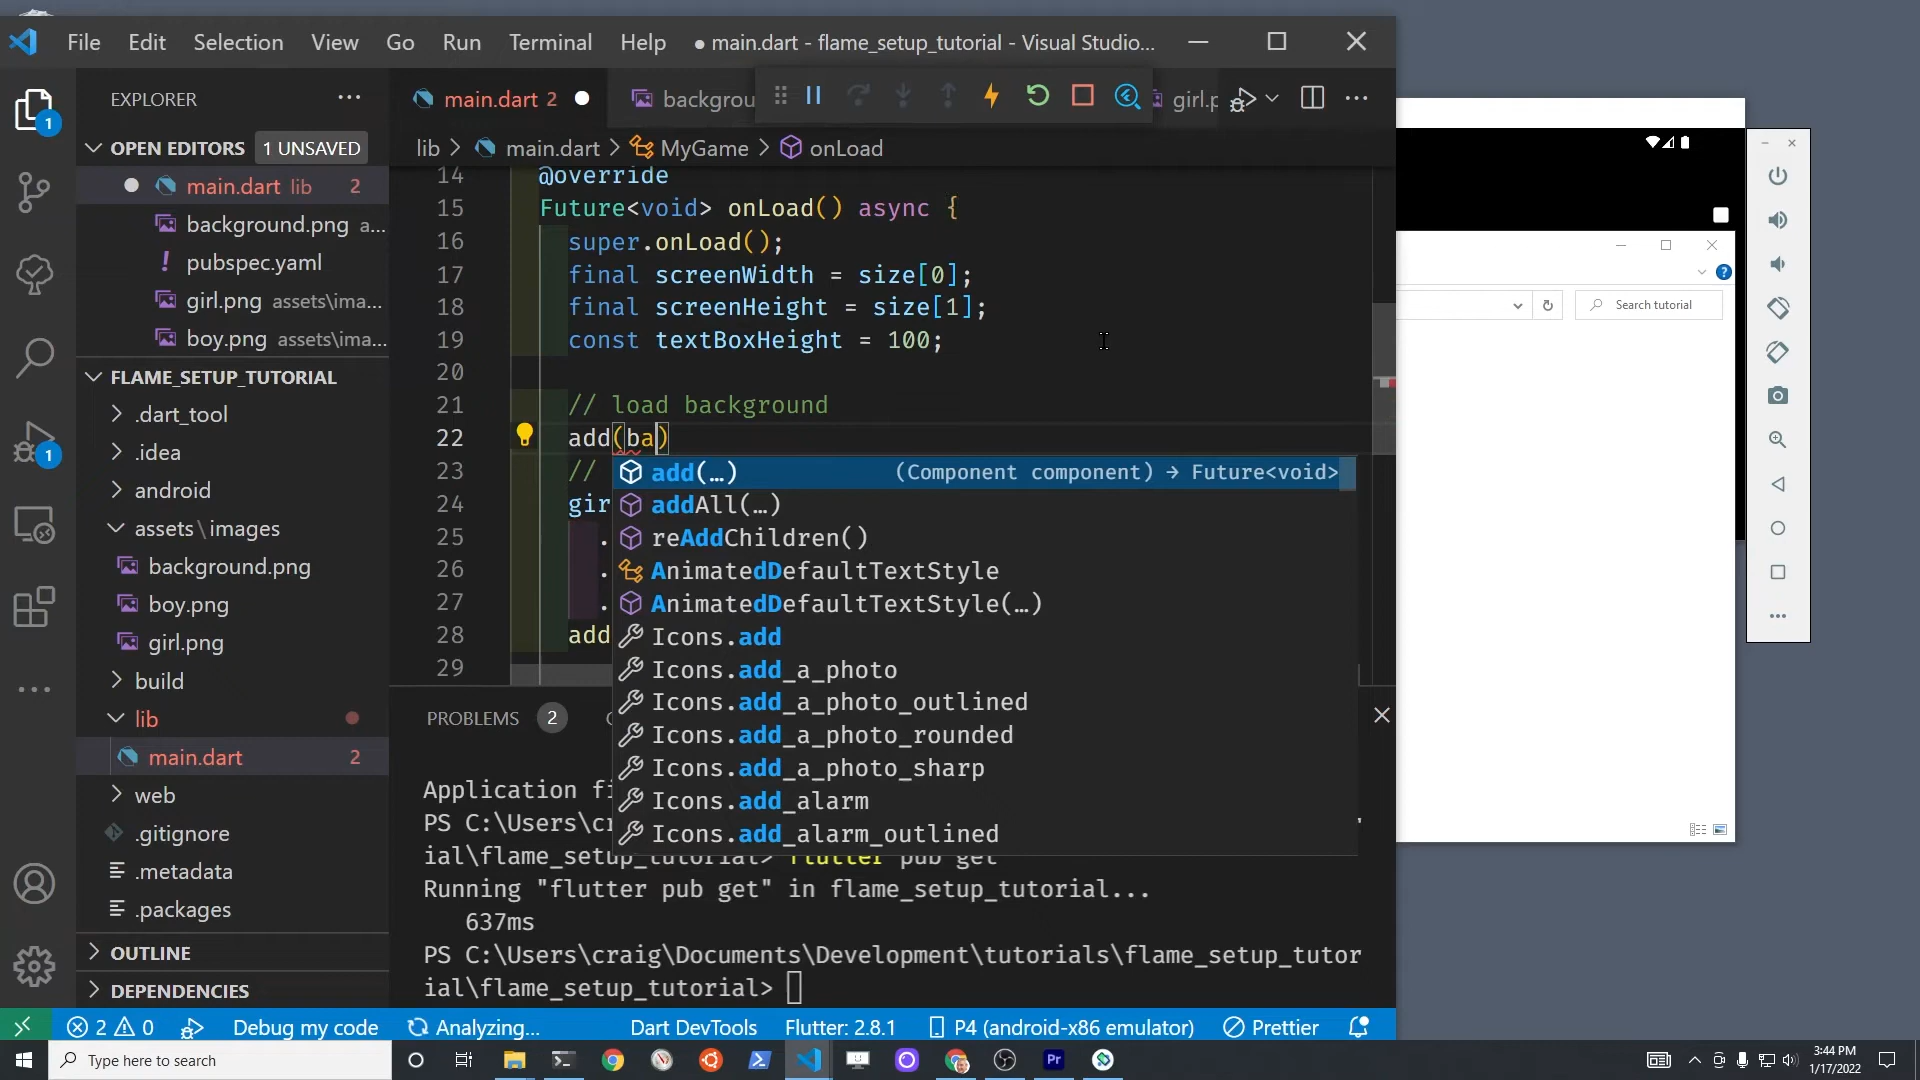 File Edit Selection View Go Run Terminal Help ● main.dart - flame_setup_tutorial - Visual Studio...
EXPLORER ...
main.dart 2
backgrou
girl.p
OPEN EDITORS 1 UNSAVED
lib > main.dart > MyGame > onLoad
main.dart lib 2
background.png a...
! pubspec.yaml
girl.png assets\ima...
boy.png assets\ima...
FLAME_SETUP_TUTORIAL
.dart_tool
.idea
android
assets\images
background.png
boy.png
girl.png
build
lib
main.dart 2
web
.gitignore
.metadata
.packages
OUTLINE
DEPENDENCIES
1
1
14 @override
15 Future<void> onLoad() async {
16 super.onLoad();
17 final screenWidth = size[0];
18 final screenHeight = size[1];
19 const textBoxHeight = 100;
20
21 // load background
22 add(ba)
23 //
24 gir
25 .
26 .
27 .
28 add
29
add(…) (Component component) → Future<void>
addAll(…)
reAddChildren()
AnimatedDefaultTextStyle
AnimatedDefaultTextStyle(…)
Icons.add
Icons.add_a_photo
Icons.add_a_photo_outlined
Icons.add_a_photo_rounded
Icons.add_a_photo_sharp
Icons.add_alarm
Icons.add_alarm_outlined
PROBLEMS 2
Application fi
PS C:\Users\cr
ial\flame_setup_tutorial> flutter pub get
Running "flutter pub get" in flame_setup_tutorial...
637ms
PS C:\Users\craig\Documents\Development\tutorials\flame_setup_tutor
ial\flame_setup_tutorial>
2 0 Debug my code Analyzing... Dart DevTools Flutter: 2.8.1 P4 (android-x86 emulator) Prettier
Search tutorial
Type here to search
Pr
3:44 PM
1/17/2022